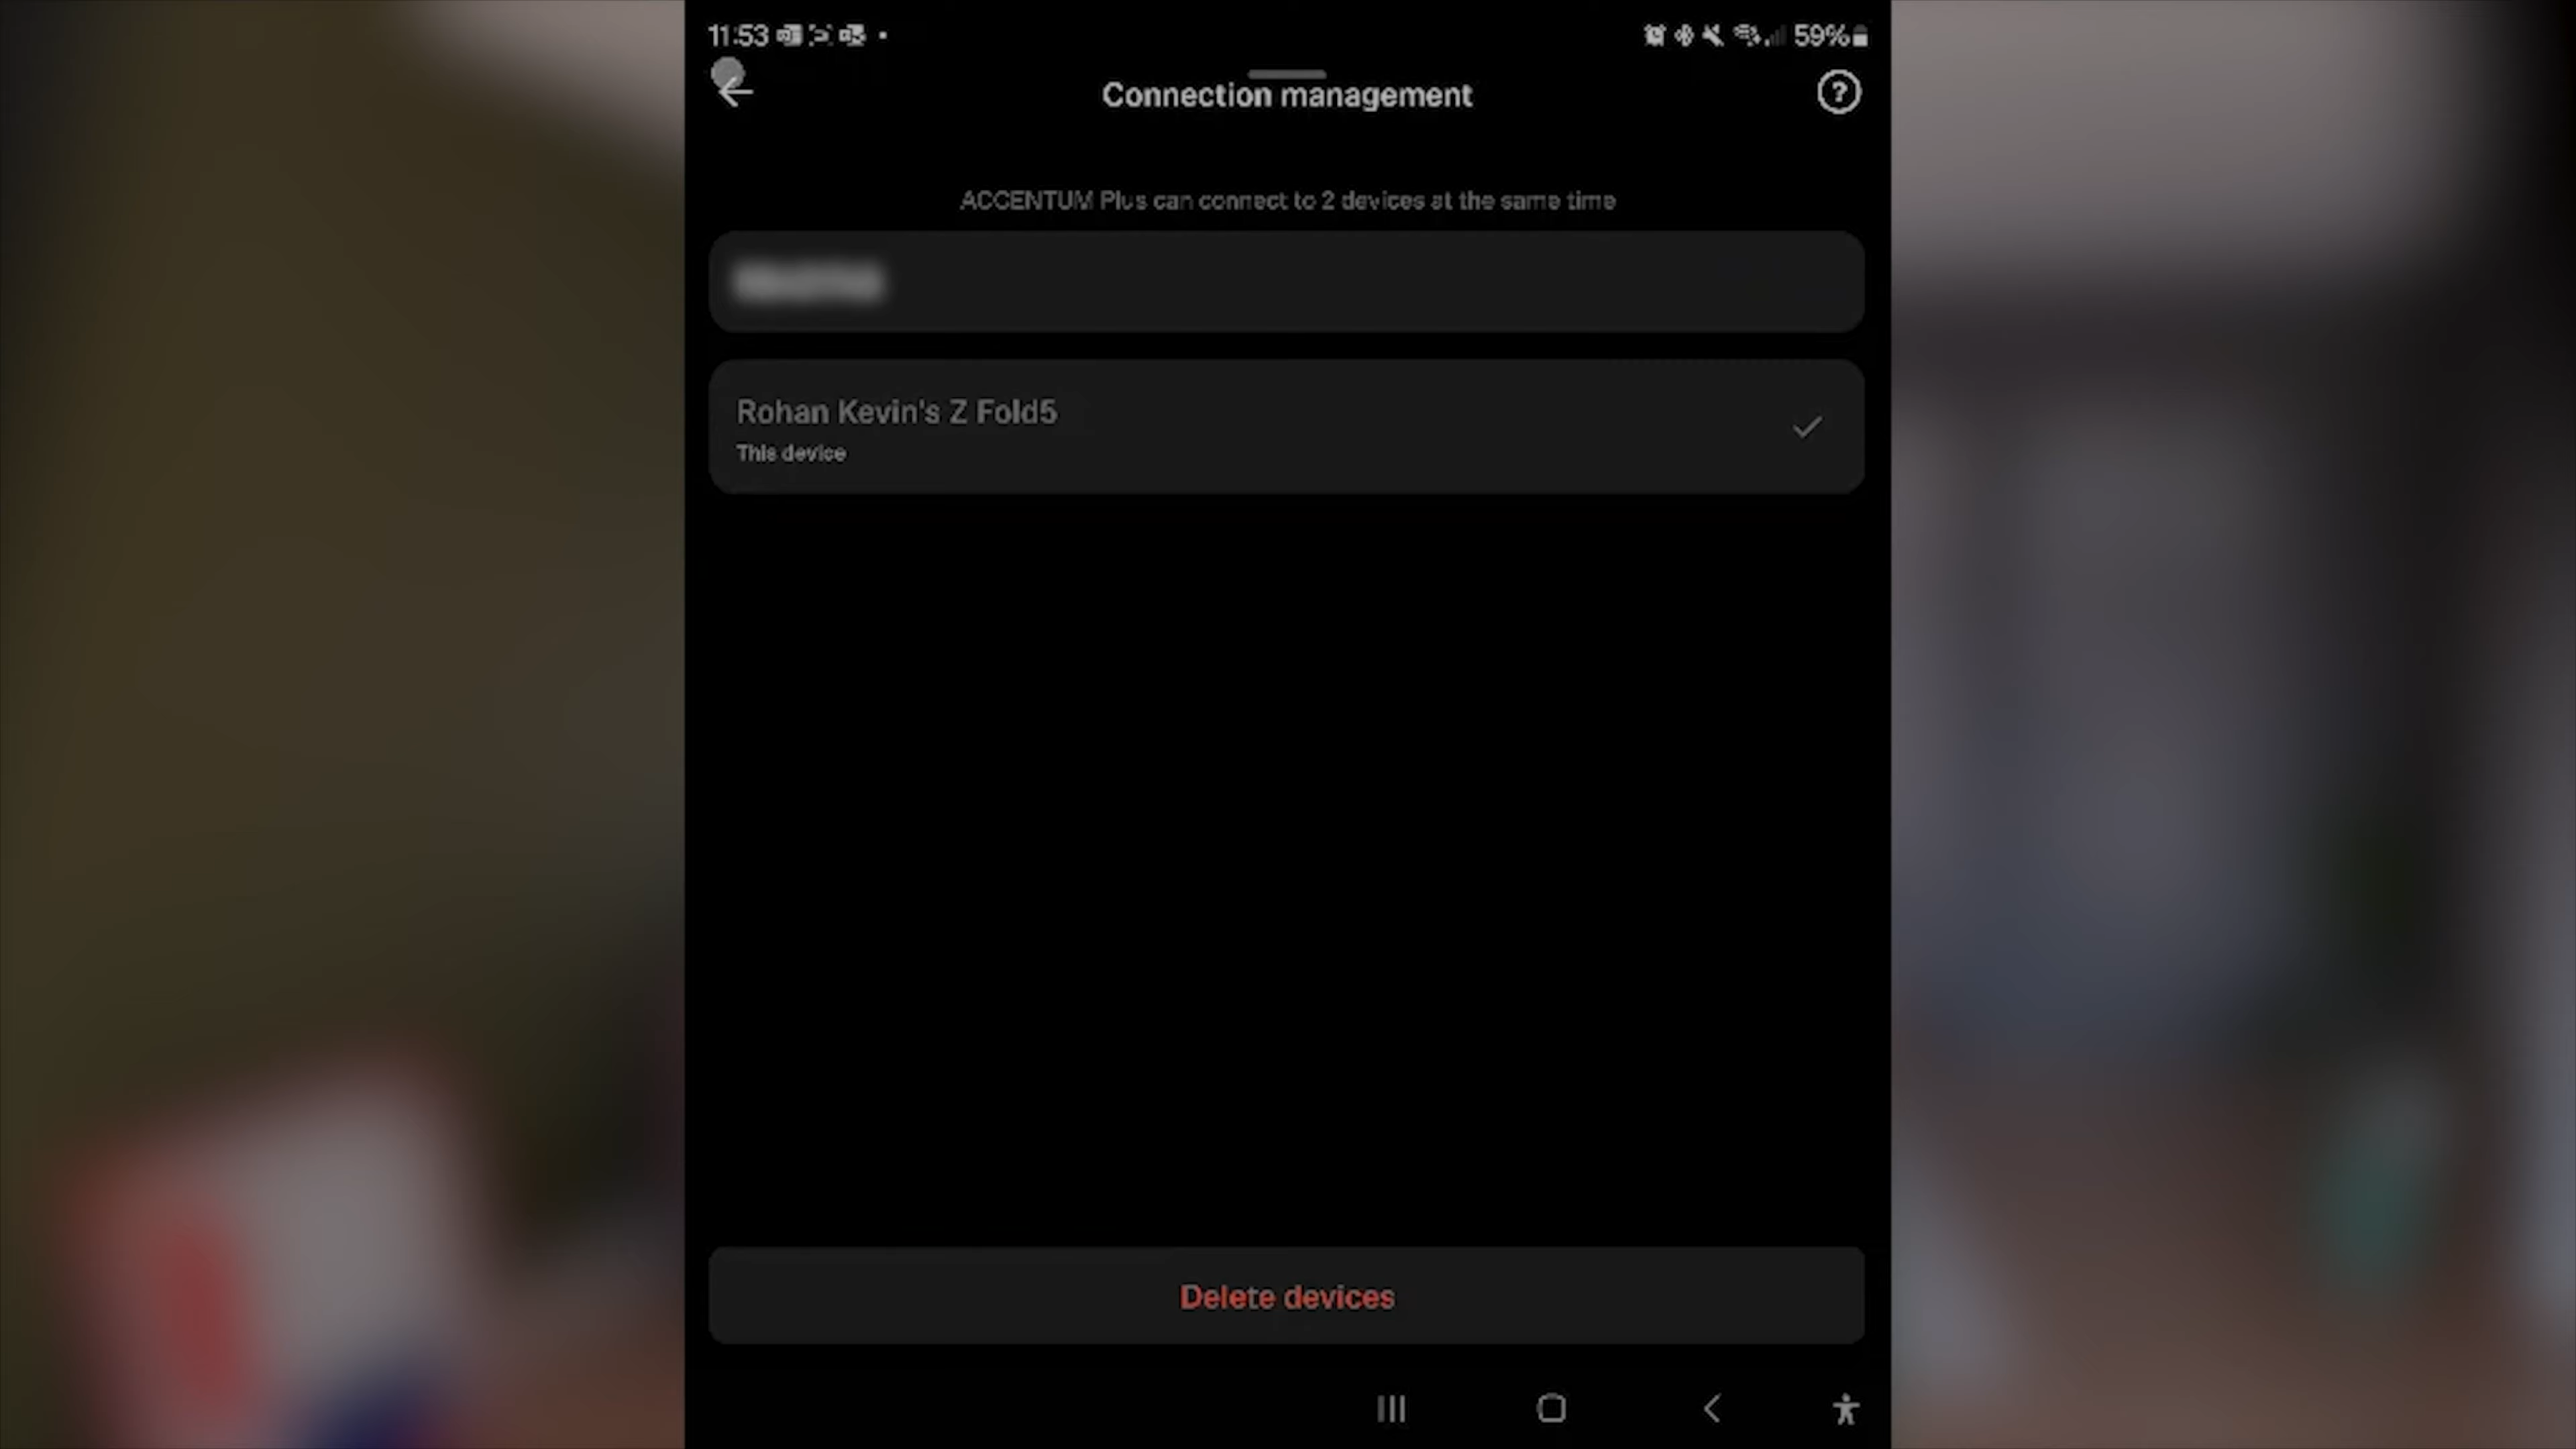 11:53
59%
Connection management
ACCENTUM Plus can connect to 2 devices at the same time
Rohan Kevin's Z Fold5
This device
Delete devices